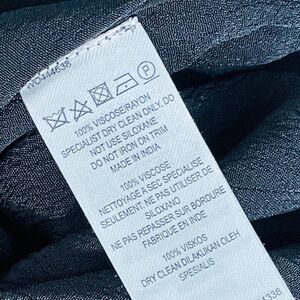 W0344638
P
100% VISCOSE/RAYON
SPECIALIST DRY CLEAN ONLY. DO
NOT USE SILOXANE
DO NOT IRON ON TRIM
MADE IN INDIA
100% VISCOSE
NETTOYAGE A SEC SPECIALISE
SEULEMENT. NE PAS UTILISER DE
SILOXANO
NE PAS REPASSER SUR BORDURE
FABRIQUE EN INDE
100% VISKOS
DRY CLEAN DILAKUKAN OLEH
SPESIALIS